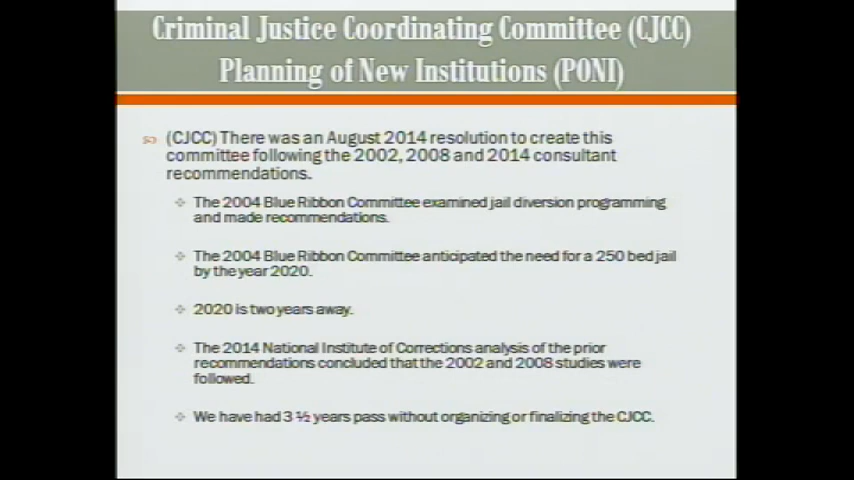 Criminal Justice Coordinating Committee (CJCC)
Planning of New Institutions (PONI)
(CJCC) There was an August 2014 resolution to create this
committee following the 2002, 2008 and 2014 consultant
recommendations.
The 2004 Blue Ribbon Committee examined jail diversion programming
and made recommendations.
The 2004 Blue Ribbon Committee anticipated the need for a 250 bed jail
by the year 2020.
2020 is two years away.
The 2014 National Institute of Corrections analysis of the prior
recommendations concluded that the 2002 and 2008 studies were
followed.
We have had 3 ½ years pass without organizing or finalizing the CJCC.